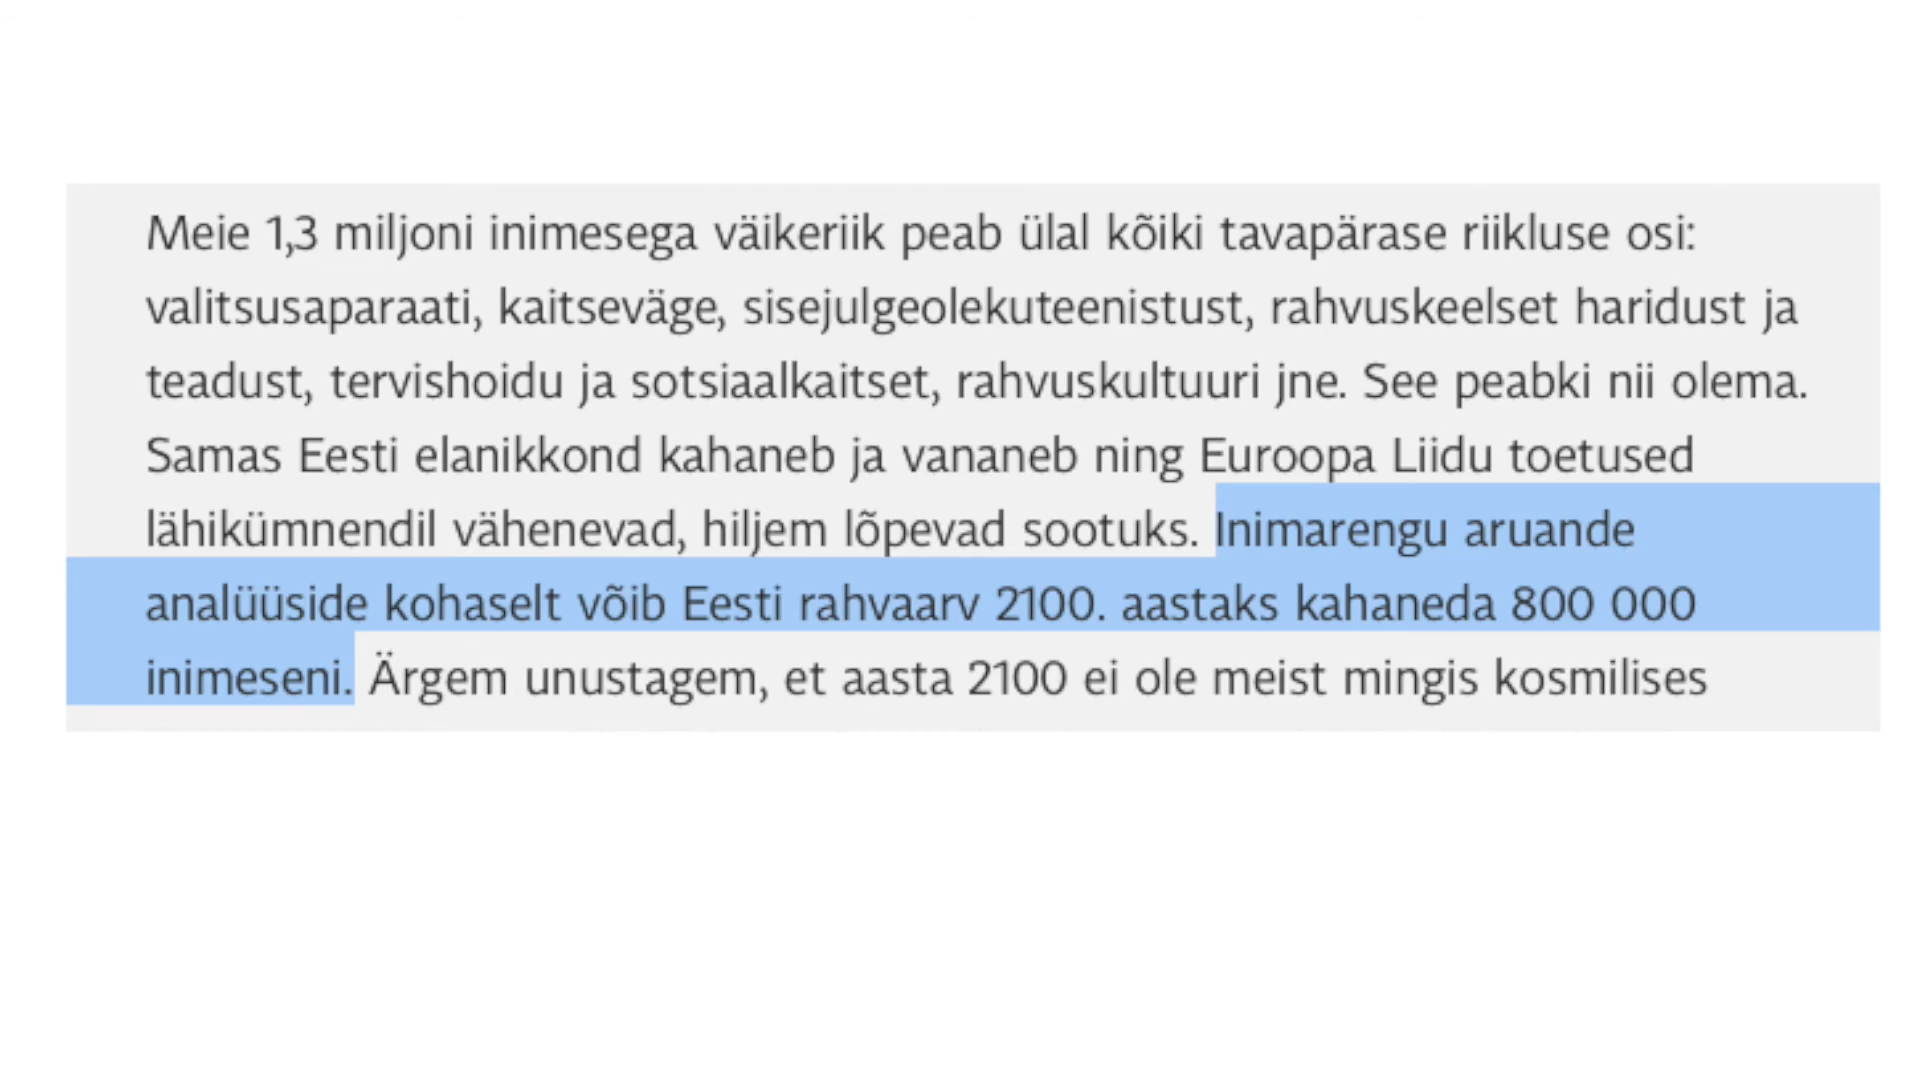 Meie 1,3 miljoni inimesega väikeriik peab ülal kõiki tavapärase riikluse osi:
valitsusaparaati, kaitseväge, sisejulgeolekuteenistust, rahvuskeelset haridust ja
teadust, tervishoidu ja sotsiaalkaitset, rahvuskultuuri jne. See peabki nii olema.
Samas Eesti elanikkond kahaneb ja vananeb ning Euroopa Liidu toetused
lähikümnendil vähenevad, hiljem lõpevad sootuks. Inimarengu aruande
analüüside kohaselt võib Eesti rahvaarv 2100. aastaks kahaneda 800 000
inimeseni. Ärgem unustagem, et aasta 2100 ei ole meist mingis kosmilises